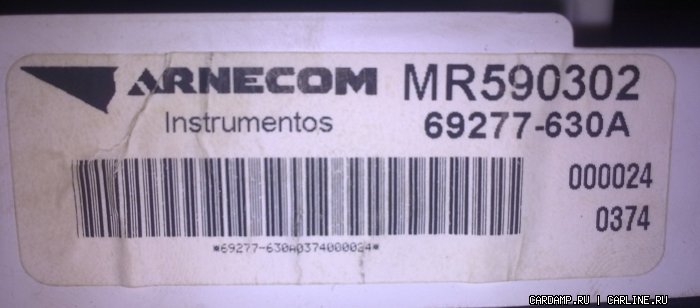 ARNECOM MR590302
Instrumentos 69277-630A
000024
0374
*69277-630A0374000024*
CARDAMP.RU | CARLINE.RU